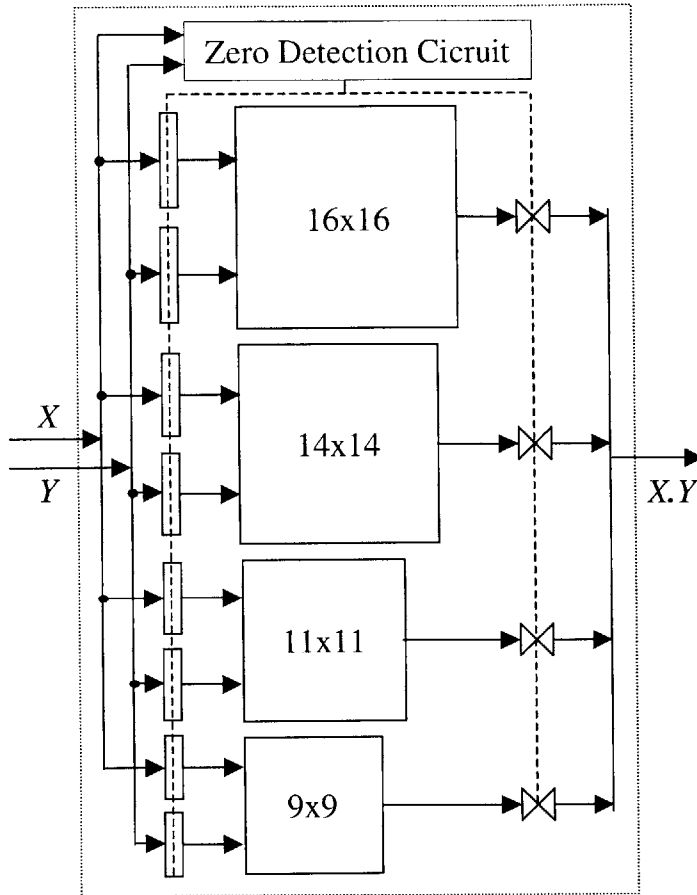 Zero Detection Cicruit
16x16
X
14x14
Y
X.Y
11x11
9x9